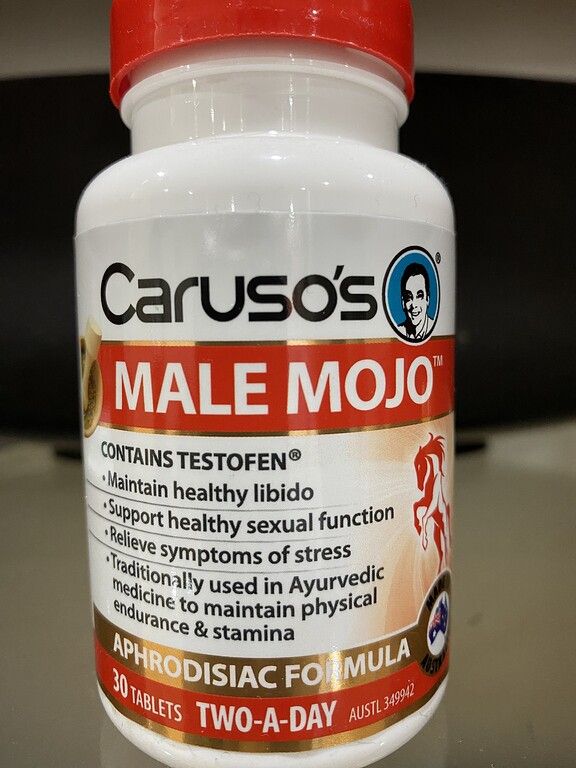 Caruso's®
MALE MOJO™
CONTAINS TESTOFEN®
• Maintain healthy libido
• Support healthy sexual function
• Relieve symptoms of stress
• Traditionally used in Ayurvedic
medicine to maintain physical
endurance & stamina
APHRODISIAC FORMULA
30 TABLETS TWO-A-DAY AUSTL 349942